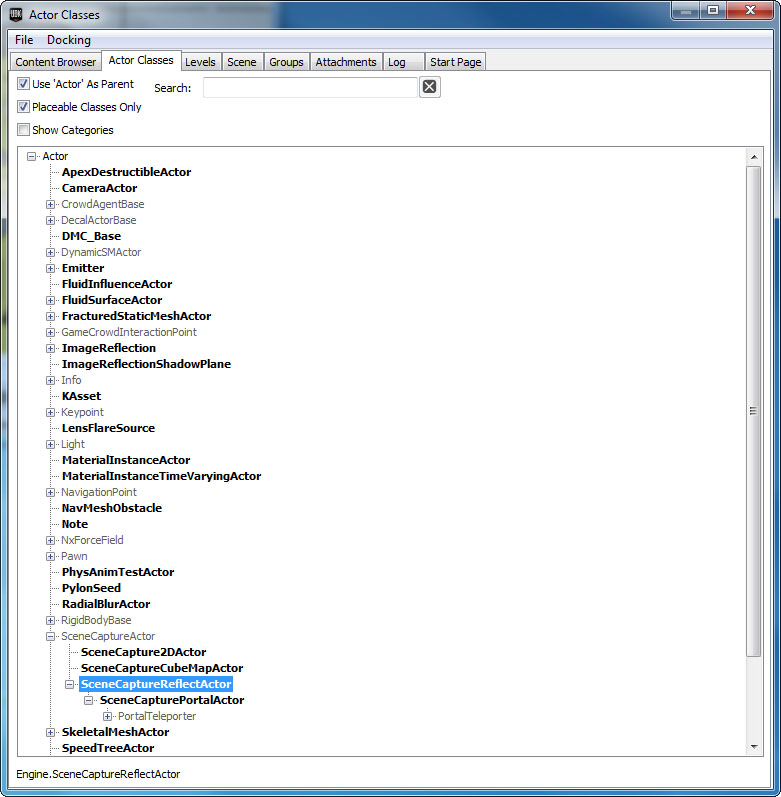 UDK Actor Classes
File Docking
Content Browser Actor Classes Levels Scene Groups Attachments Log Start Page
Use 'Actor' As Parent Search:
Placeable Classes Only
Show Categories
Actor
ApexDestructibleActor
CameraActor
CrowdAgentBase
DecalActorBase
DMC_Base
DynamicSMActor
Emitter
FluidInfluenceActor
FluidSurfaceActor
FracturedStaticMeshActor
GameCrowdInteractionPoint
ImageReflection
ImageReflectionShadowPlane
Info
KAsset
Keypoint
LensFlareSource
Light
MaterialInstanceActor
MaterialInstanceTimeVaryingActor
NavigationPoint
NavMeshObstacle
Note
NxForceField
Pawn
PhysAnimTestActor
PylonSeed
RadialBlurActor
RigidBodyBase
SceneCaptureActor
SceneCapture2DActor
SceneCaptureCubeMapActor
SceneCaptureReflectActor
SceneCapturePortalActor
PortalTeleporter
SkeletalMeshActor
SpeedTreeActor
Engine.SceneCaptureReflectActor